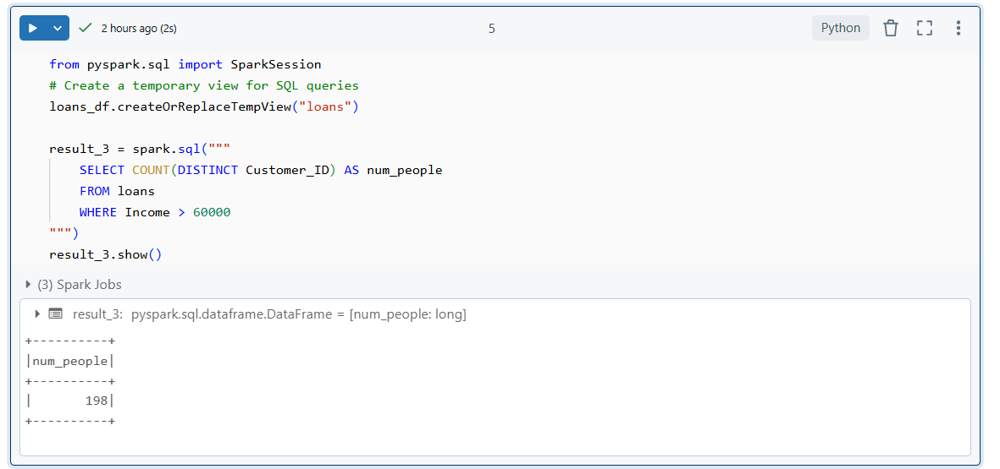 2 hours ago (2s)
5
Python
from pyspark.sql import SparkSession
# Create a temporary view for SQL queries
loans_df.createOrReplaceTempView("loans")
result_3 = spark.sql("""
SELECT COUNT(DISTINCT Customer_ID) AS num_people
FROM loans
WHERE Income > 60000
""")
result_3.show()
(3) Spark Jobs
result_3: pyspark.sql.dataframe.DataFrame = [num_people: long]
+----------+
|num_people|
+----------+
|       198|
+----------+